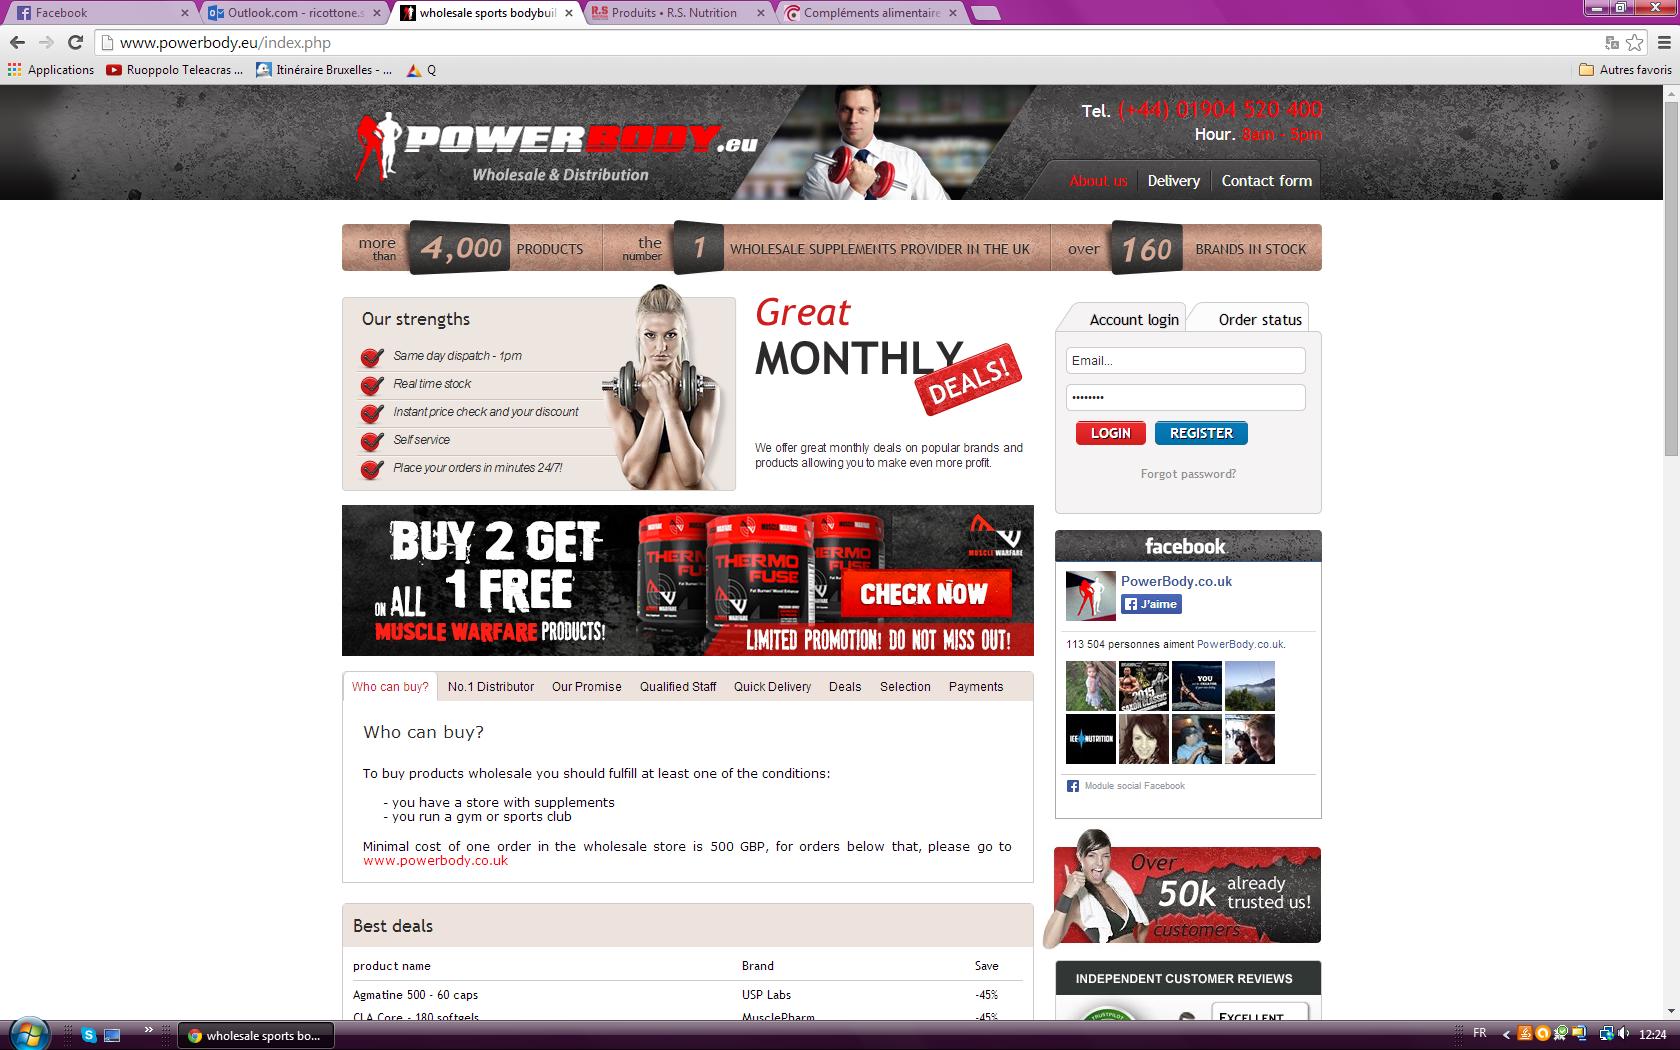 Facebook
Outlook.com - ricottone.s
wholesale sports bodybuil
Produits • R.S. Nutrition
Compléments alimentaire
www.powerbody.eu/index.php
Applications
Ruoppolo Teleacras ...
Itinéraire Bruxelles - ...
Q
Autres favoris
POWERBODY.eu
Wholesale & Distribution
Tel. (+44) 01904 520 400
Hour. 8am - 5pm
About us
Delivery
Contact form
more than 4,000 PRODUCTS
the number 1 WHOLESALE SUPPLEMENTS PROVIDER IN THE UK
over 160 BRANDS IN STOCK
Our strengths
Same day dispatch - 1pm
Real time stock
Instant price check and your discount
Self service
Place your orders in minutes 24/7!
Great
MONTHLY
DEALS!
We offer great monthly deals on popular brands and
products allowing you to make even more profit.
Account login
Order status
Email...
••••••••
LOGIN
REGISTER
Forgot password?
BUY 2 GET
1 FREE
ON ALL
MUSCLE WARFARE PRODUCTS!
THERMO
FUSE
MUSCLE WARFARE
CHECK NOW
LIMITED PROMOTION! DO NOT MISS OUT!
facebook
PowerBody.co.uk
J'aime
113 504 personnes aiment PowerBody.co.uk.
ICE NUTRITION
Module social Facebook
Who can buy?
No.1 Distributor
Our Promise
Qualified Staff
Quick Delivery
Deals
Selection
Payments
Who can buy?
To buy products wholesale you should fulfill at least one of the conditions:
- you have a store with supplements
- you run a gym or sports club
Minimal cost of one order in the wholesale store is 500 GBP, for orders below that, please go to
www.powerbody.co.uk
Over
50k already
trusted us!
customers
Best deals
product name
Brand
Save
Agmatine 500 - 60 caps
USP Labs
-45%
CLA Core - 180 softgels
MusclePharm
-45%
INDEPENDENT CUSTOMER REVIEWS
TRUSTPILOT
EXCELLENT
wholesale sports bo...
FR
12:24